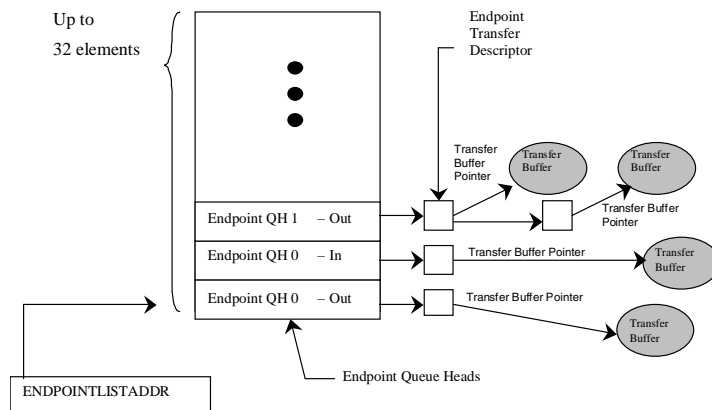 Up to
32 elements
Endpoint
Transfer
Descriptor
Transfer
Buffer
Pointer
Transfer
Buffer
Transfer
Buffer
Transfer Buffer
Pointer
Endpoint QH 1 – Out
Endpoint QH 0 – In
Transfer Buffer Pointer
Transfer
Buffer
Endpoint QH 0 – Out
Transfer Buffer Pointer
Transfer
Buffer
Endpoint Queue Heads
ENDPOINTLISTADDR